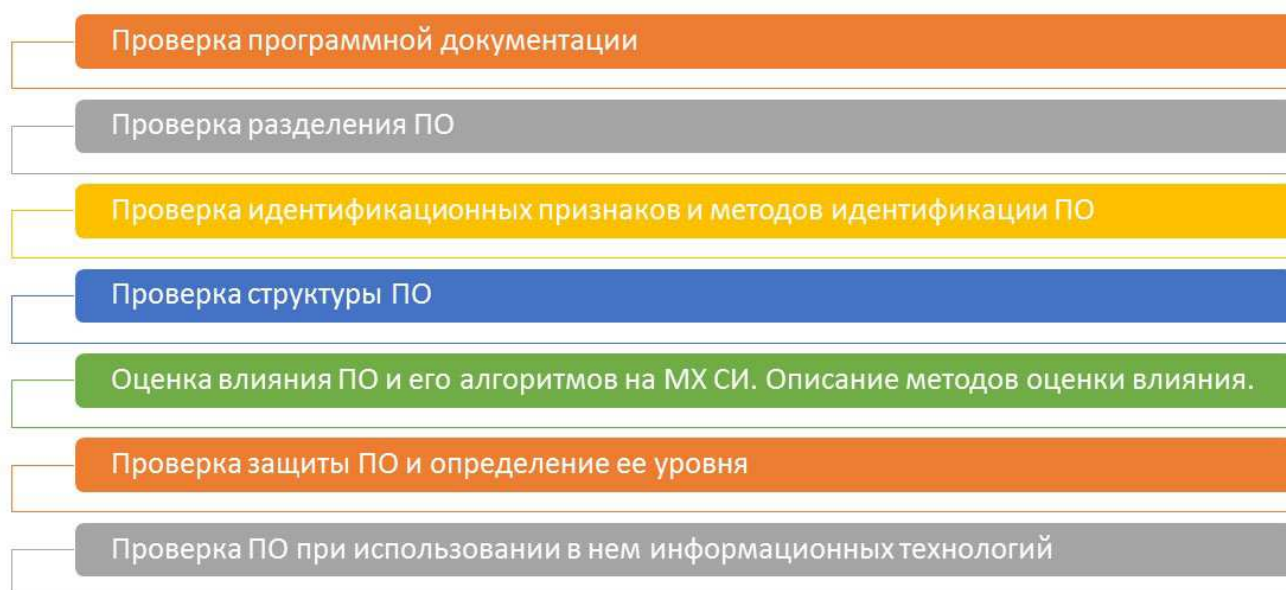 Проверка программной документации
Проверка разделения ПО
Проверка идентификационных признаков и методов идентификации ПО
Проверка структуры ПО
Оценка влияния ПО и его алгоритмов на МХ СИ. Описание методов оценки влияния.
Проверка защиты ПО и определение ее уровня
Проверка ПО при использовании в нем информационных технологий